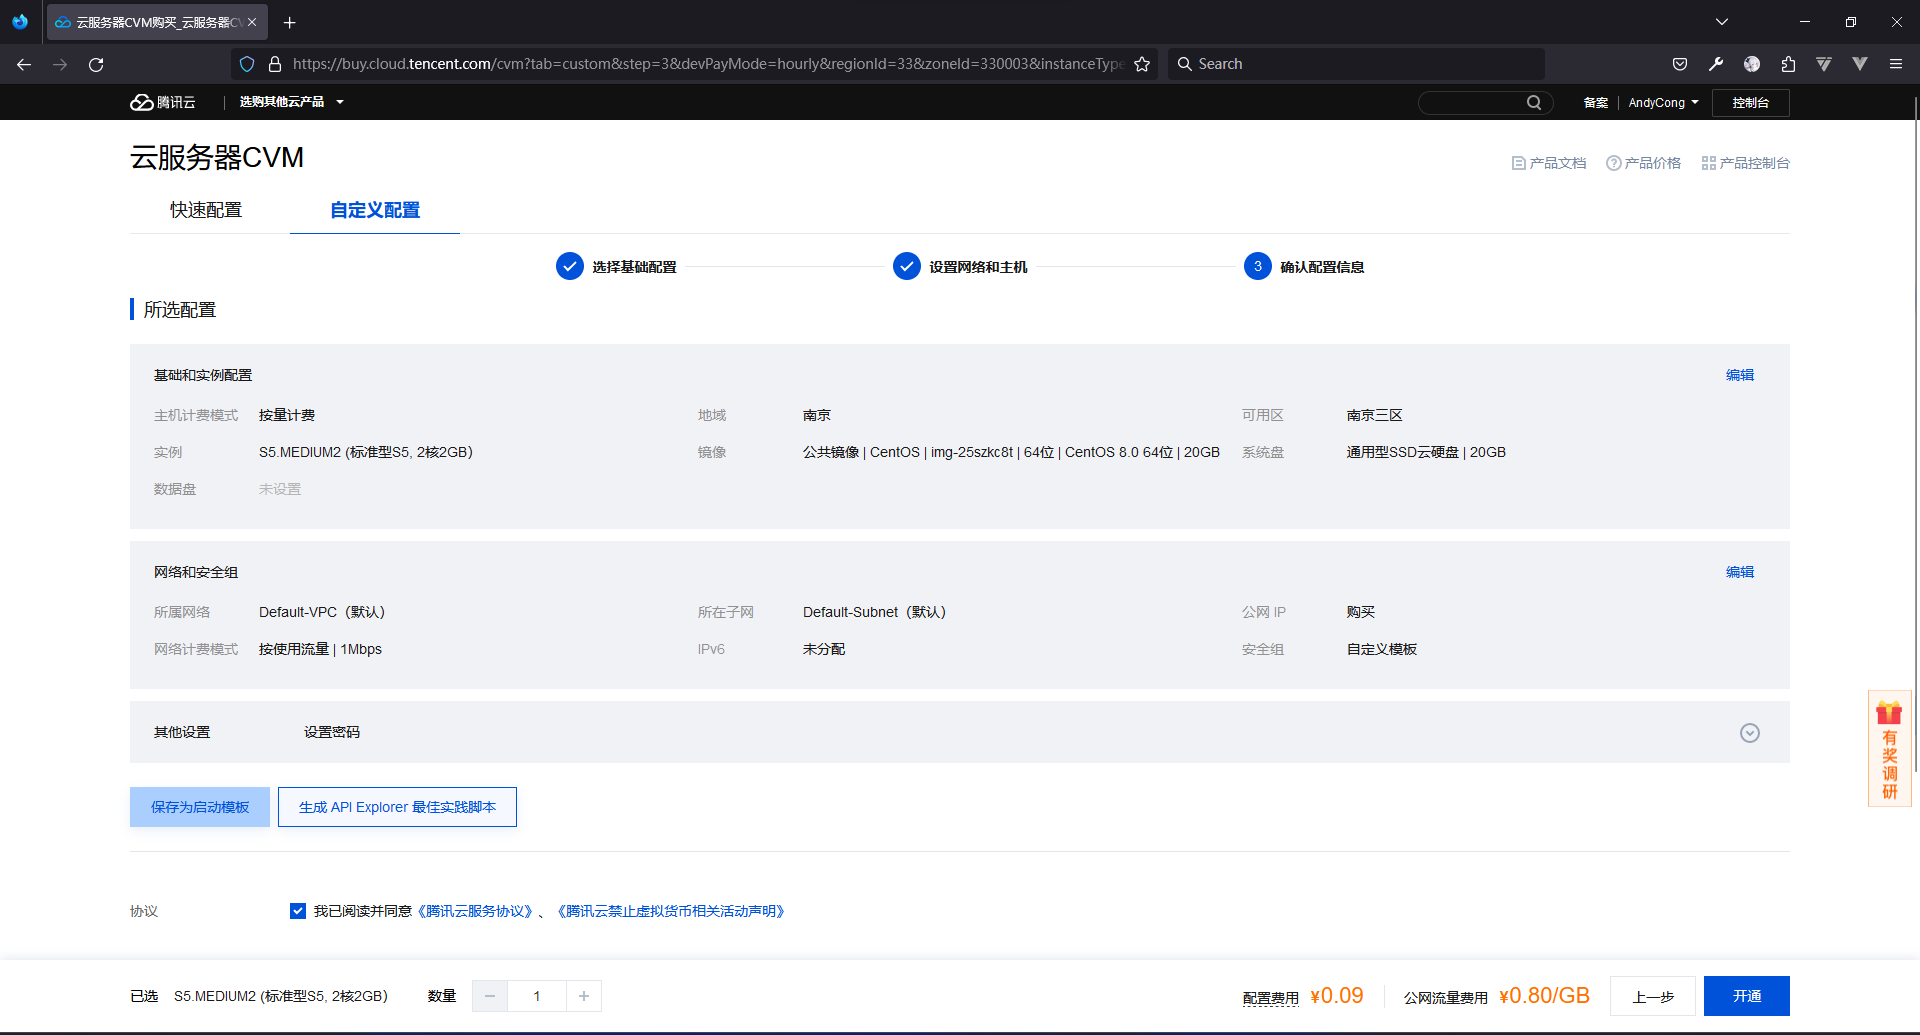 云服务器CVM购买_云服务器CV
https://buy.cloud.tencent.com/cvm?tab=custom&step=3&devPayMode=hourly&regionId=33&zoneId=330003&instanceType
Search
腾讯云
选购其他云产品
备案
AndyCong
控制台
云服务器CVM
产品文档
产品价格
产品控制台
快速配置
自定义配置
选择基础配置
设置网络和主机
3 确认配置信息
所选配置
基础和实例配置
编辑
主机计费模式 按量计费
地域 南京
可用区 南京三区
实例 S5.MEDIUM2 (标准型S5, 2核2GB)
镜像 公共镜像 | CentOS | img-25szkc8t | 64位 | CentOS 8.0 64位 | 20GB
系统盘 通用型SSD云硬盘 | 20GB
数据盘 未设置
网络和安全组
编辑
所属网络 Default-VPC（默认）
所在子网 Default-Subnet（默认）
公网 IP 购买
网络计费模式 按使用流量 | 1Mbps
IPv6 未分配
安全组 自定义模板
其他设置
设置密码
有奖调研
保存为启动模板
生成 API Explorer 最佳实践脚本
协议
我已阅读并同意《腾讯云服务协议》、《腾讯云禁止虚拟货币相关活动声明》
已选 S5.MEDIUM2 (标准型S5, 2核2GB)
数量 1
配置费用 ¥0.09
公网流量费用 ¥0.80/GB
上一步
开通